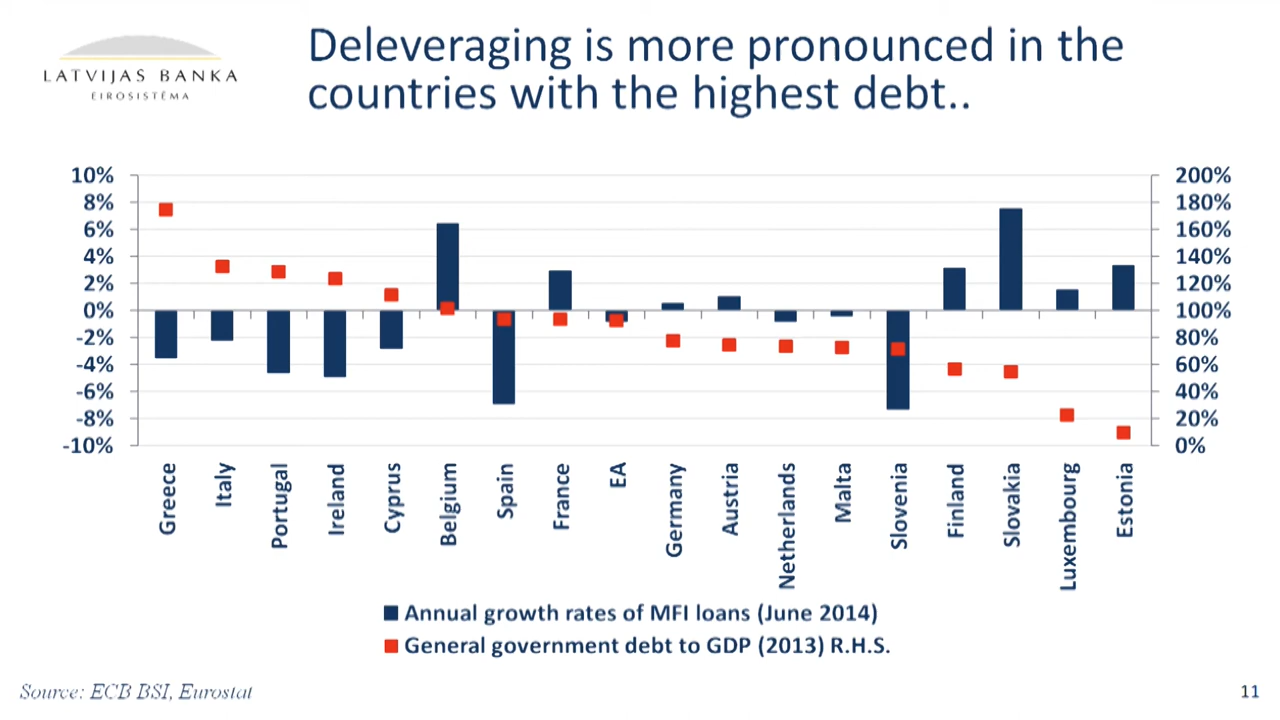 LATVIJAS BANKA
EIROSISTĒMA
Deleveraging is more pronounced in the
countries with the highest debt..
10%
8%
6%
4%
2%
0%
-2%
-4%
-6%
-8%
-10%
200%
180%
160%
140%
120%
100%
80%
60%
40%
20%
0%
Greece
Italy
Portugal
Ireland
Cyprus
Belgium
Spain
France
EA
Germany
Austria
Netherlands
Malta
Slovenia
Finland
Slovakia
Luxembourg
Estonia
Annual growth rates of MFI loans (June 2014)
General government debt to GDP (2013) R.H.S.
Source: ECB BSI, Eurostat
11